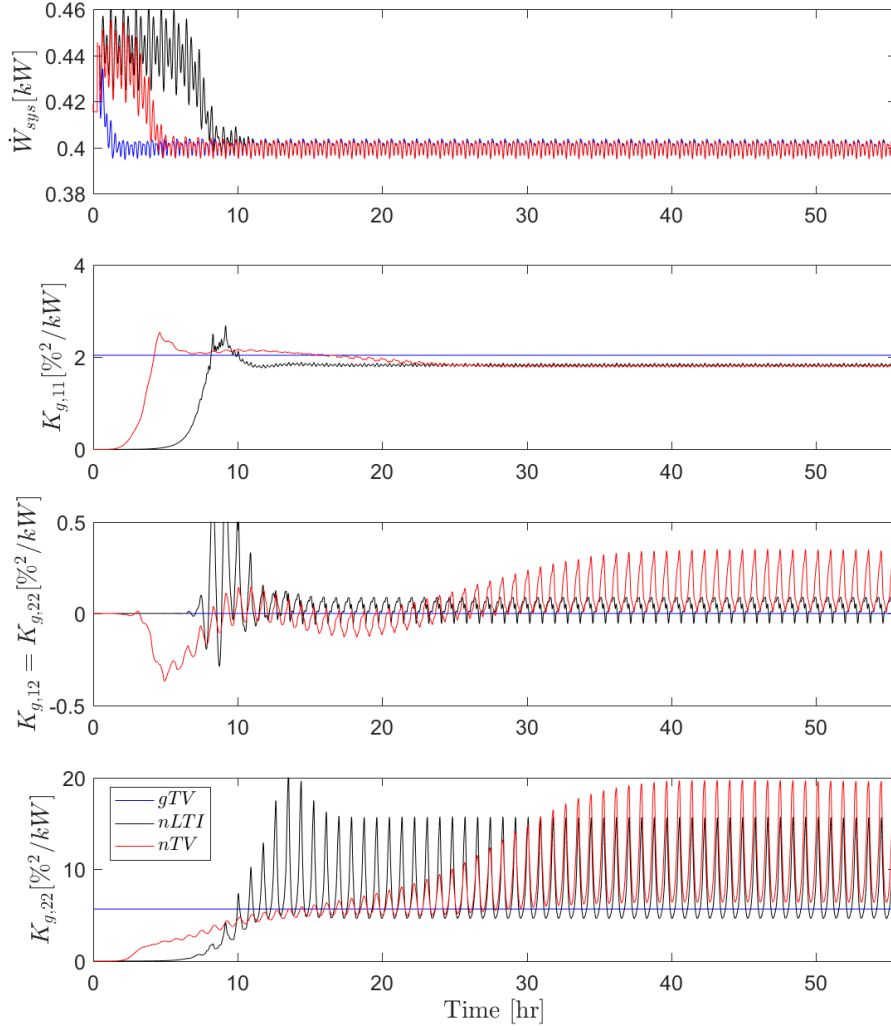 0.46
0.44
0.42
0.4
0.38
Ẇ_sys[kW]
0 10 20 30 40 50
4
2
0
K_g,11[%²/kW]
0 10 20 30 40 50
0.5
0
-0.5
K_g,12 = K_g,22[%²/kW]
0 10 20 30 40 50
20
10
0
K_g,22[%²/kW]
gTV
nLTI
nTV
0 10 20 30 40 50
Time [hr]